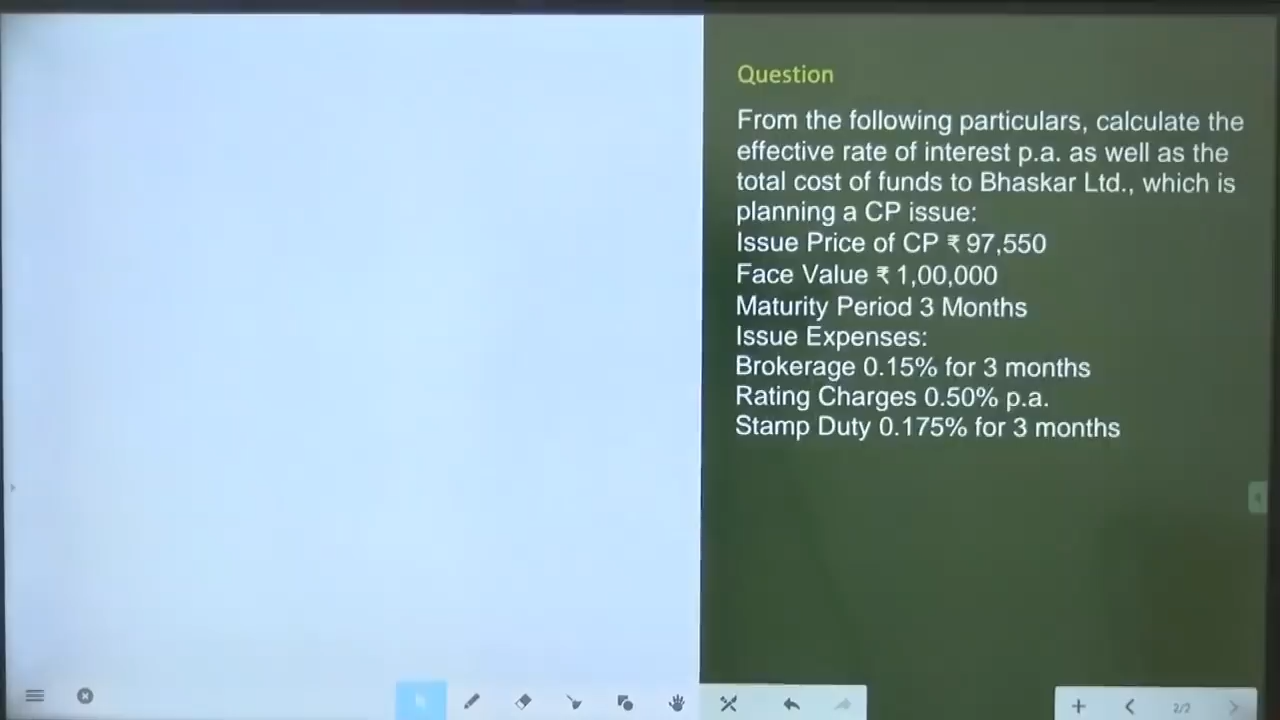 Question
From the following particulars, calculate the
effective rate of interest p.a. as well as the
total cost of funds to Bhaskar Ltd., which is
planning a CP issue:
Issue Price of CP ₹ 97,550
Face Value ₹ 1,00,000
Maturity Period 3 Months
Issue Expenses:
Brokerage 0.15% for 3 months
Rating Charges 0.50% p.a.
Stamp Duty 0.175% for 3 months
2/2